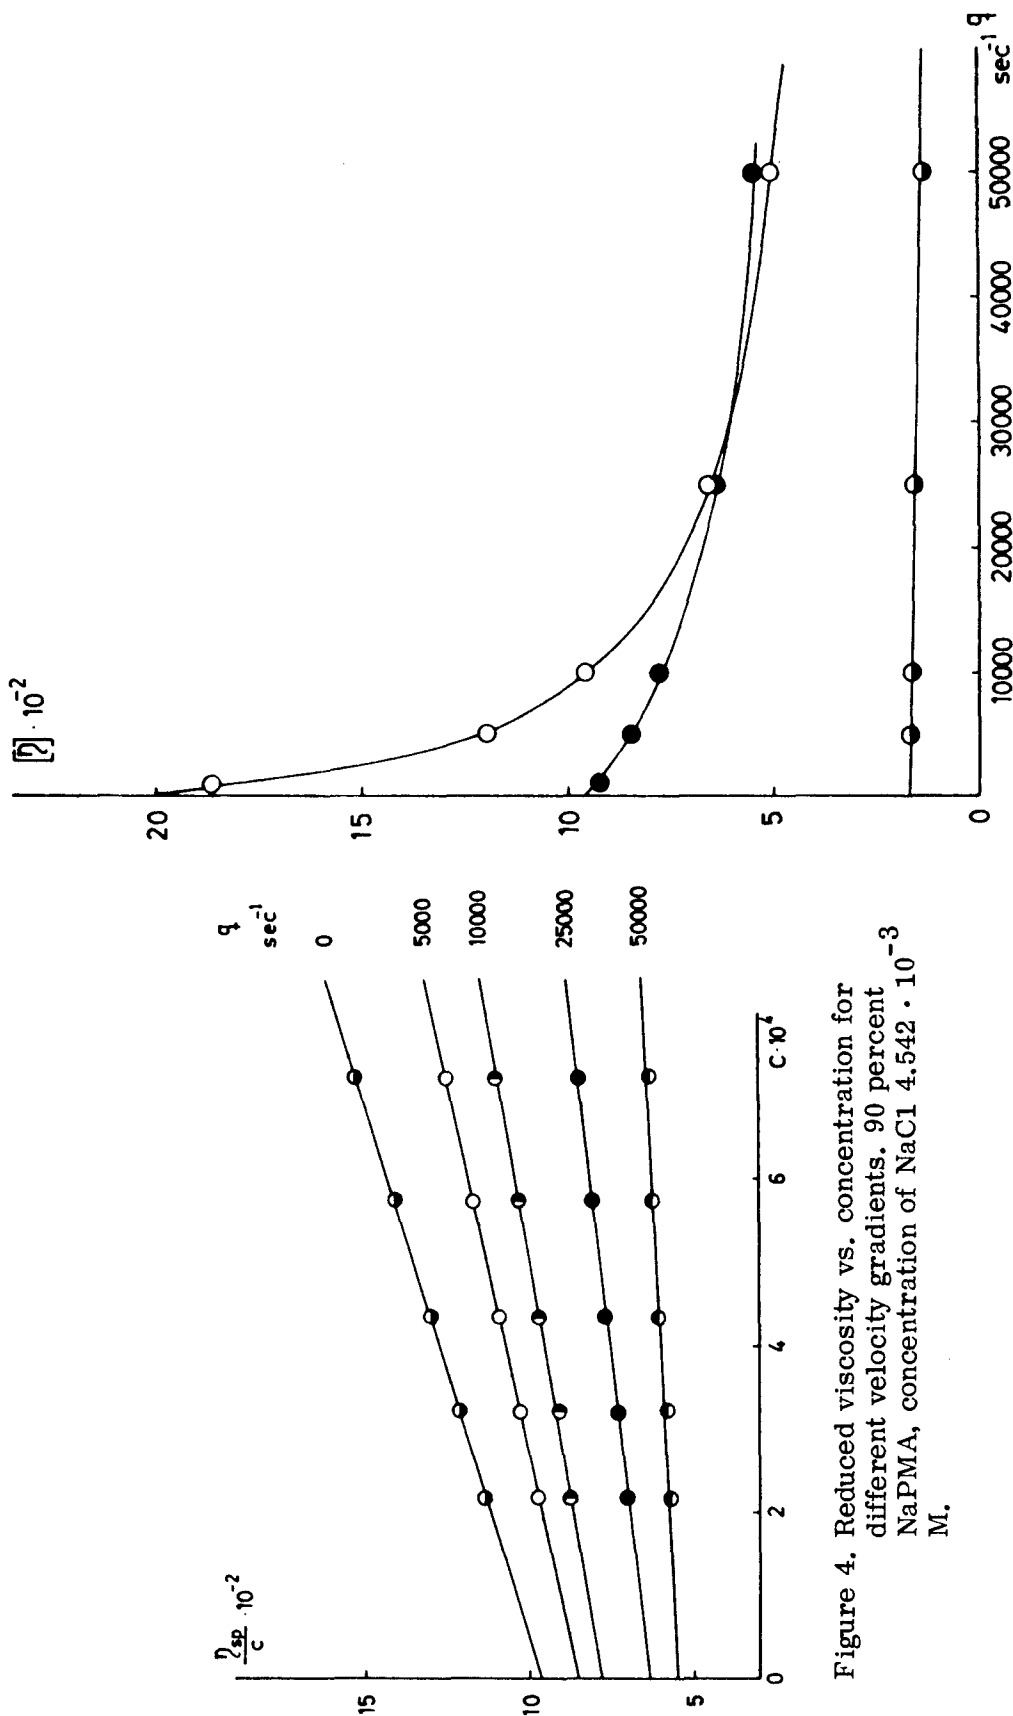 η_sp/c · 10⁻²
15
10
5
0
2
4
6
C·10⁴
q
sec⁻¹
0
5000
10000
25000
50000
Figure 4. Reduced viscosity vs. concentration for
different velocity gradients. 90 percent
NaPMA, concentration of NaCl 4.542 · 10⁻³
M.
[η] · 10⁻²
20
15
10
5
0
10000
20000
30000
40000
50000
sec⁻¹ q